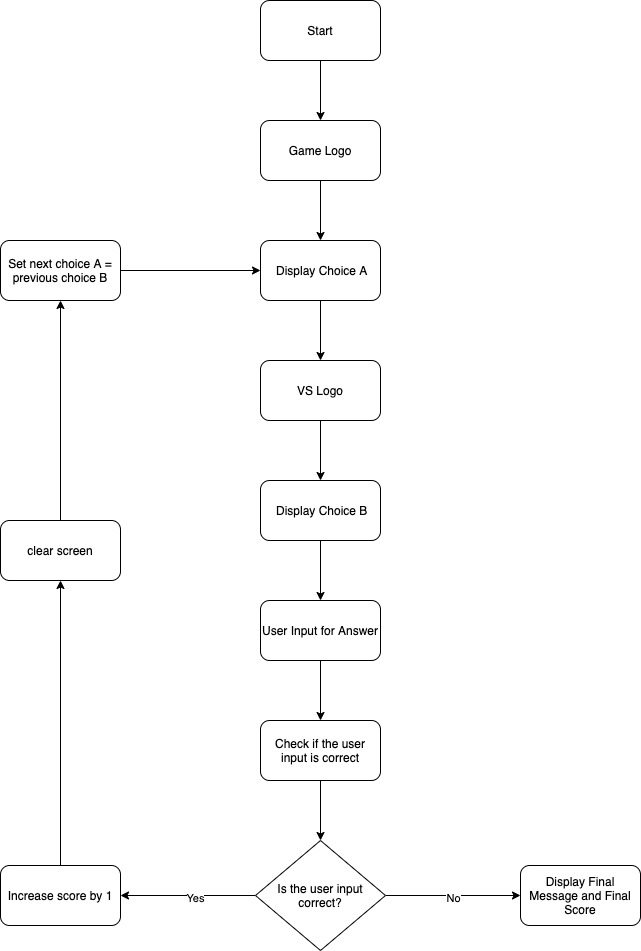 Start
Game Logo
Set next choice A =
previous choice B
Display Choice A
VS Logo
Display Choice B
clear screen
User Input for Answer
Check if the user
input is correct
Is the user input
correct?
Yes
No
Increase score by 1
Display Final
Message and Final
Score